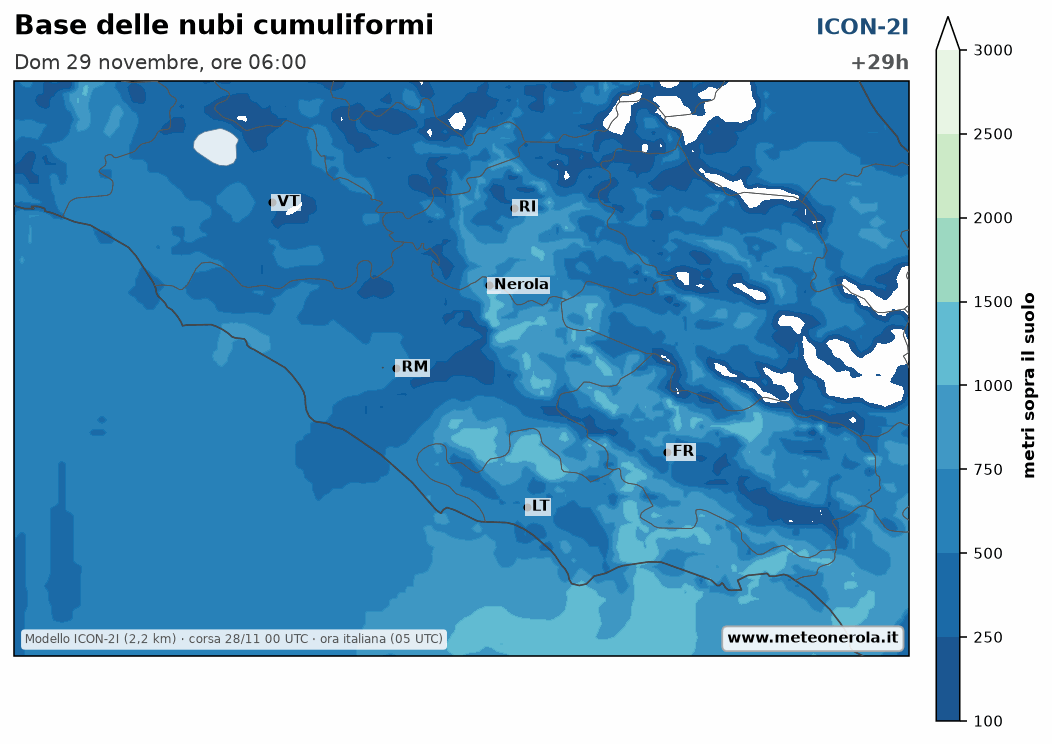 Base delle nubi cumuliformi
ICON-2I
Dom 29 novembre, ore 06:00
+29h
3000
2500
2000
1500
1000
750
500
250
100
metri sopra il suolo
VT
RI
Nerola
RM
FR
LT
Modello ICON-2I (2,2 km) · corsa 28/11 00 UTC · ora italiana (05 UTC)
www.meteonerola.it